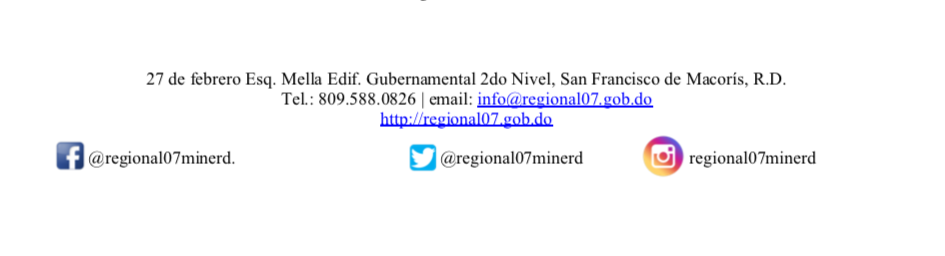 27 de febrero Esq. Mella Edif. Gubernamental 2do Nivel, San Francisco de Macorís, R.D.
Tel.: 809.588.0826 | email: info@regional07.gob.do
http://regional07.gob.do
@regional07minerd. @regional07minerd regional07minerd